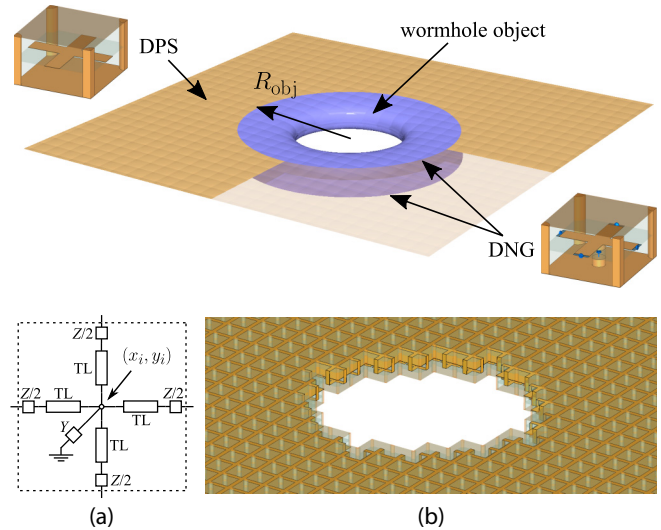 wormhole object
DPS
R_obj
DNG
Z/2
TL
(x_i, y_i)
Z/2
TL
TL
Z/2
Y
TL
Z/2
(a)
(b)